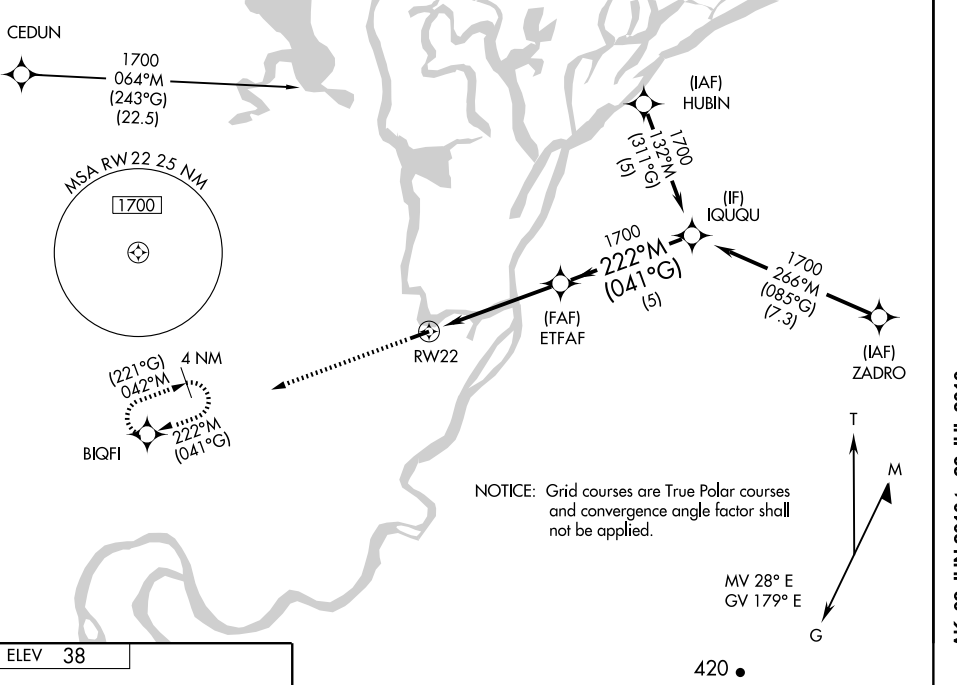 CEDUN
1700
064°M
(243°G)
(22.5)
MSA RW 22 25 NM
1700
(IAF)
HUBIN
1700
132°M
(311°G)
(5)
(IF)
IQUQU
1700
222°M
(041°G)
(5)
1700
266°M
(085°G)
(7.3)
(FAF)
ETFAF
RW22
(IAF)
ZADRO
(221°G)
042°M
4 NM
BIQFI
222°M
(041°G)
NOTICE: Grid courses are True Polar courses
and convergence angle factor shall
not be applied.
T
M
MV 28° E
GV 179° E
G
ELEV 38
420